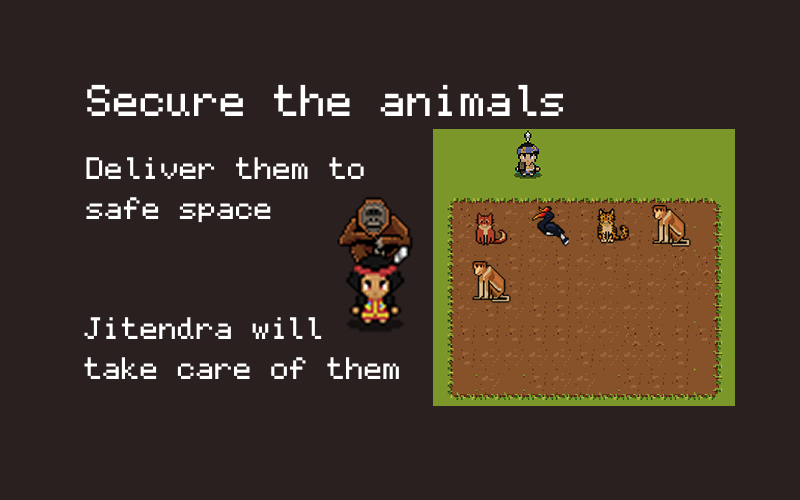 Secure the animals
Deliver them to
safe space
Jitendra will
take care of them